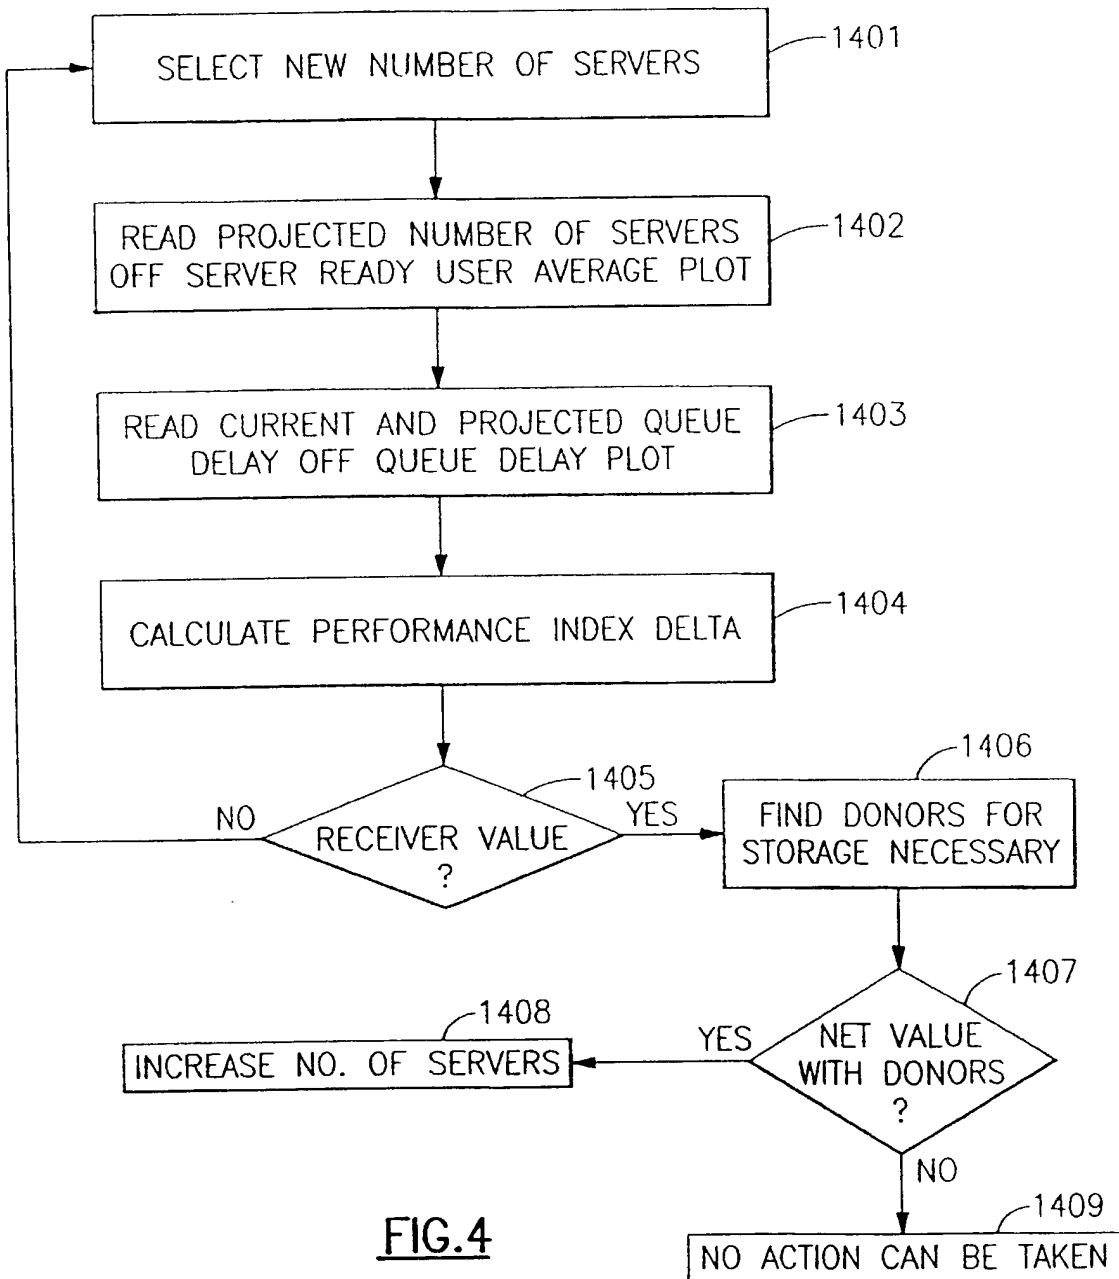 SELECT NEW NUMBER OF SERVERS
1401
READ PROJECTED NUMBER OF SERVERS
OFF SERVER READY USER AVERAGE PLOT
1402
READ CURRENT AND PROJECTED QUEUE
DELAY OFF QUEUE DELAY PLOT
1403
CALCULATE PERFORMANCE INDEX DELTA
1404
RECEIVER VALUE
?
1405
NO
YES
FIND DONORS FOR
STORAGE NECESSARY
1406
NET VALUE
WITH DONORS
?
1407
YES
INCREASE NO. OF SERVERS
1408
NO
NO ACTION CAN BE TAKEN
1409
FIG.4